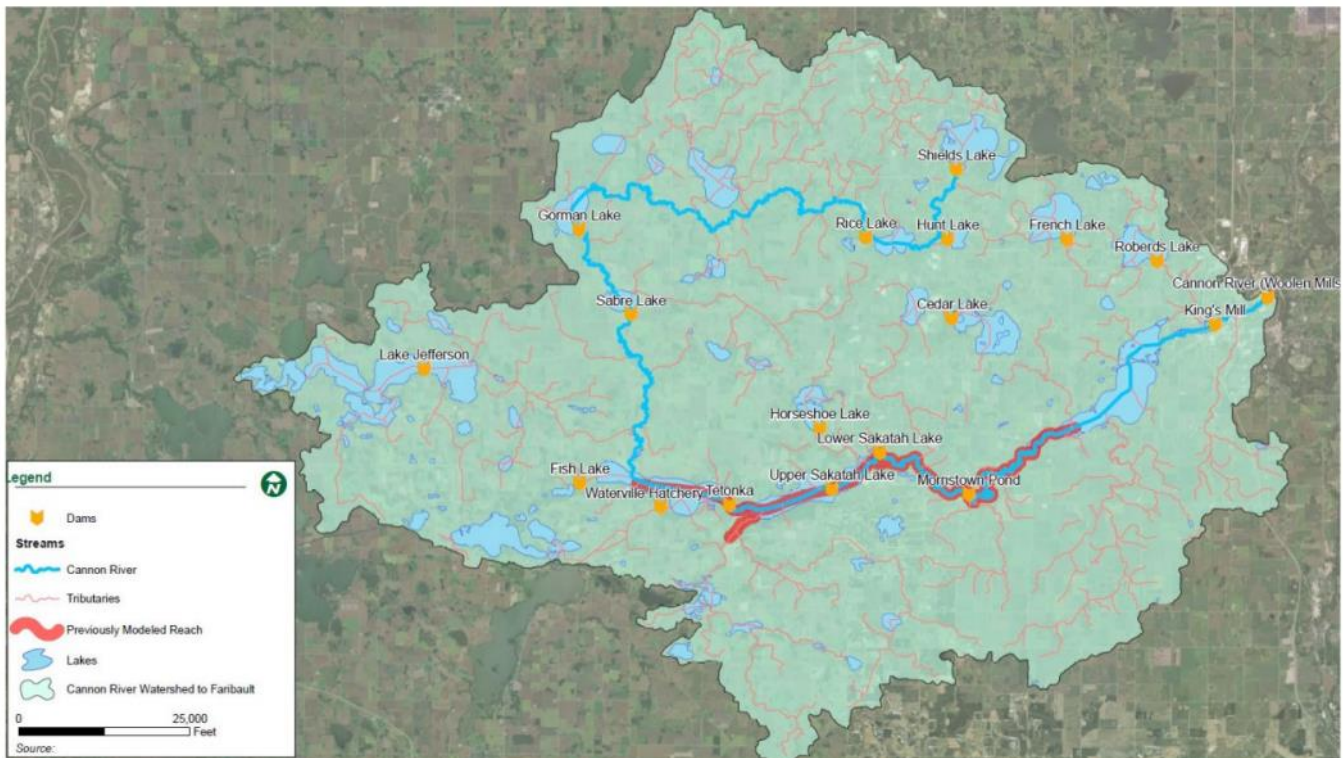 Shields Lake
Gorman Lake
Rice Lake
Hunt Lake
French Lake
Roberds Lake
Cannon River (Woolen Mills
Sabre Lake
Cedar Lake
King's Mill
Lake Jefferson
Horseshoe Lake
Lower Sakatah Lake
Fish Lake
Upper Sakatah Lake
Waterville Hatchery
Tetonka
Morristown Pond
Legend
N
Dams
Streams
Cannon River
Tributaries
Previously Modeled Reach
Lakes
Cannon River Watershed to Faribault
0 25,000
Feet
Source: